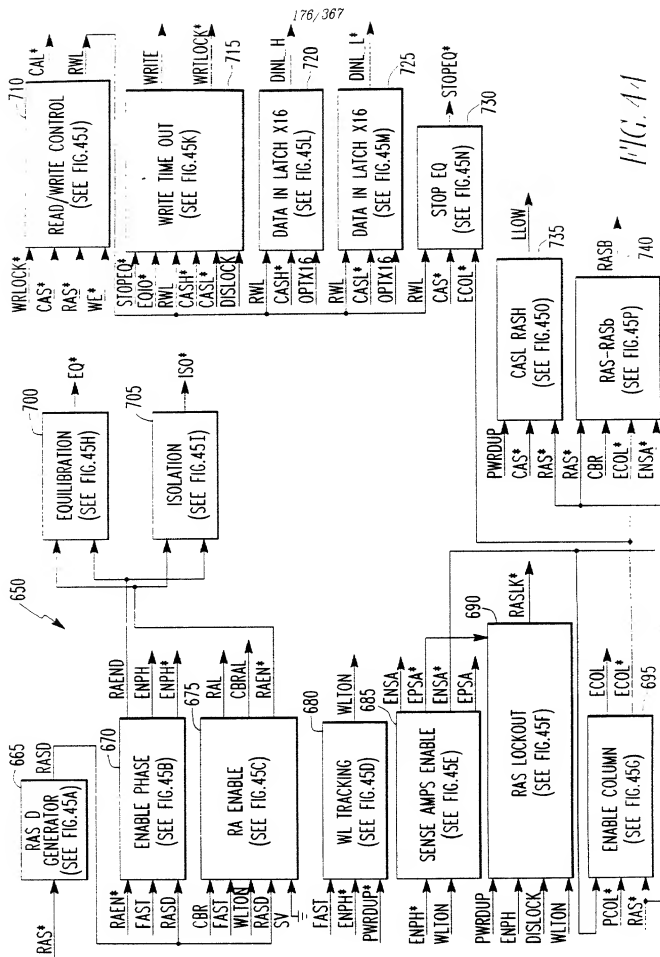 176/367
650
665
RAS*
RAS D
GENERATOR
(SEE FIG.45A)
RASD
670
RAEN*
FAST
RASD
ENABLE PHASE
(SEE FIG.45B)
RAEND
ENPH
ENPH*
675
CBR
FAST
WLTON
RASD
SV
RA ENABLE
(SEE FIG.45C)
RAL
CBRAL
RAEN*
680
FAST
ENPH*
PWRDUP*
WL TRACKING
(SEE FIG.45D)
WLTON
685
ENPH*
WLTON
SENSE AMPS ENABLE
(SEE FIG.45E)
ENSA
EPSA*
ENSA*
EPSA
690
PWRDUP
ENPH
DISLOCK
WLTON
RAS LOCKOUT
(SEE FIG.45F)
RASLK*
PCOL*
RAS*
ENABLE COLUMN
(SEE FIG.45G)
ECOL
ECOL*
695
700
EQUILIBRATION
(SEE FIG.45H)
EQ*
705
ISOLATION
(SEE FIG.45I)
ISO*
710
WRLOCK*
CAS*
RAS*
WE*
READ/WRITE CONTROL
(SEE FIG.45J)
CAL*
RWL
STOPEQ*
EQIO*
RWL
CASH*
CASL*
DISLOCK
WRITE TIME OUT
(SEE FIG.45K)
WRITE
WRTLOCK*
715
RWL
CASH*
OPTX16
DATA IN LATCH X16
(SEE FIG.45L)
DINL H
720
RWL
CASL*
OPTX16
DATA IN LATCH X16
(SEE FIG.45M)
DINL L*
725
RWL
CAS*
ECOL*
STOP EQ
(SEE FIG.45N)
STOPEQ*
730
PWRDUP
CAS*
RAS*
CASL RASH
(SEE FIG.45O)
LLOW
735
RAS*
CBR
ECOL*
ENSA*
RAS-RASb
(SEE FIG.45P)
RASB
740
FIG. 44